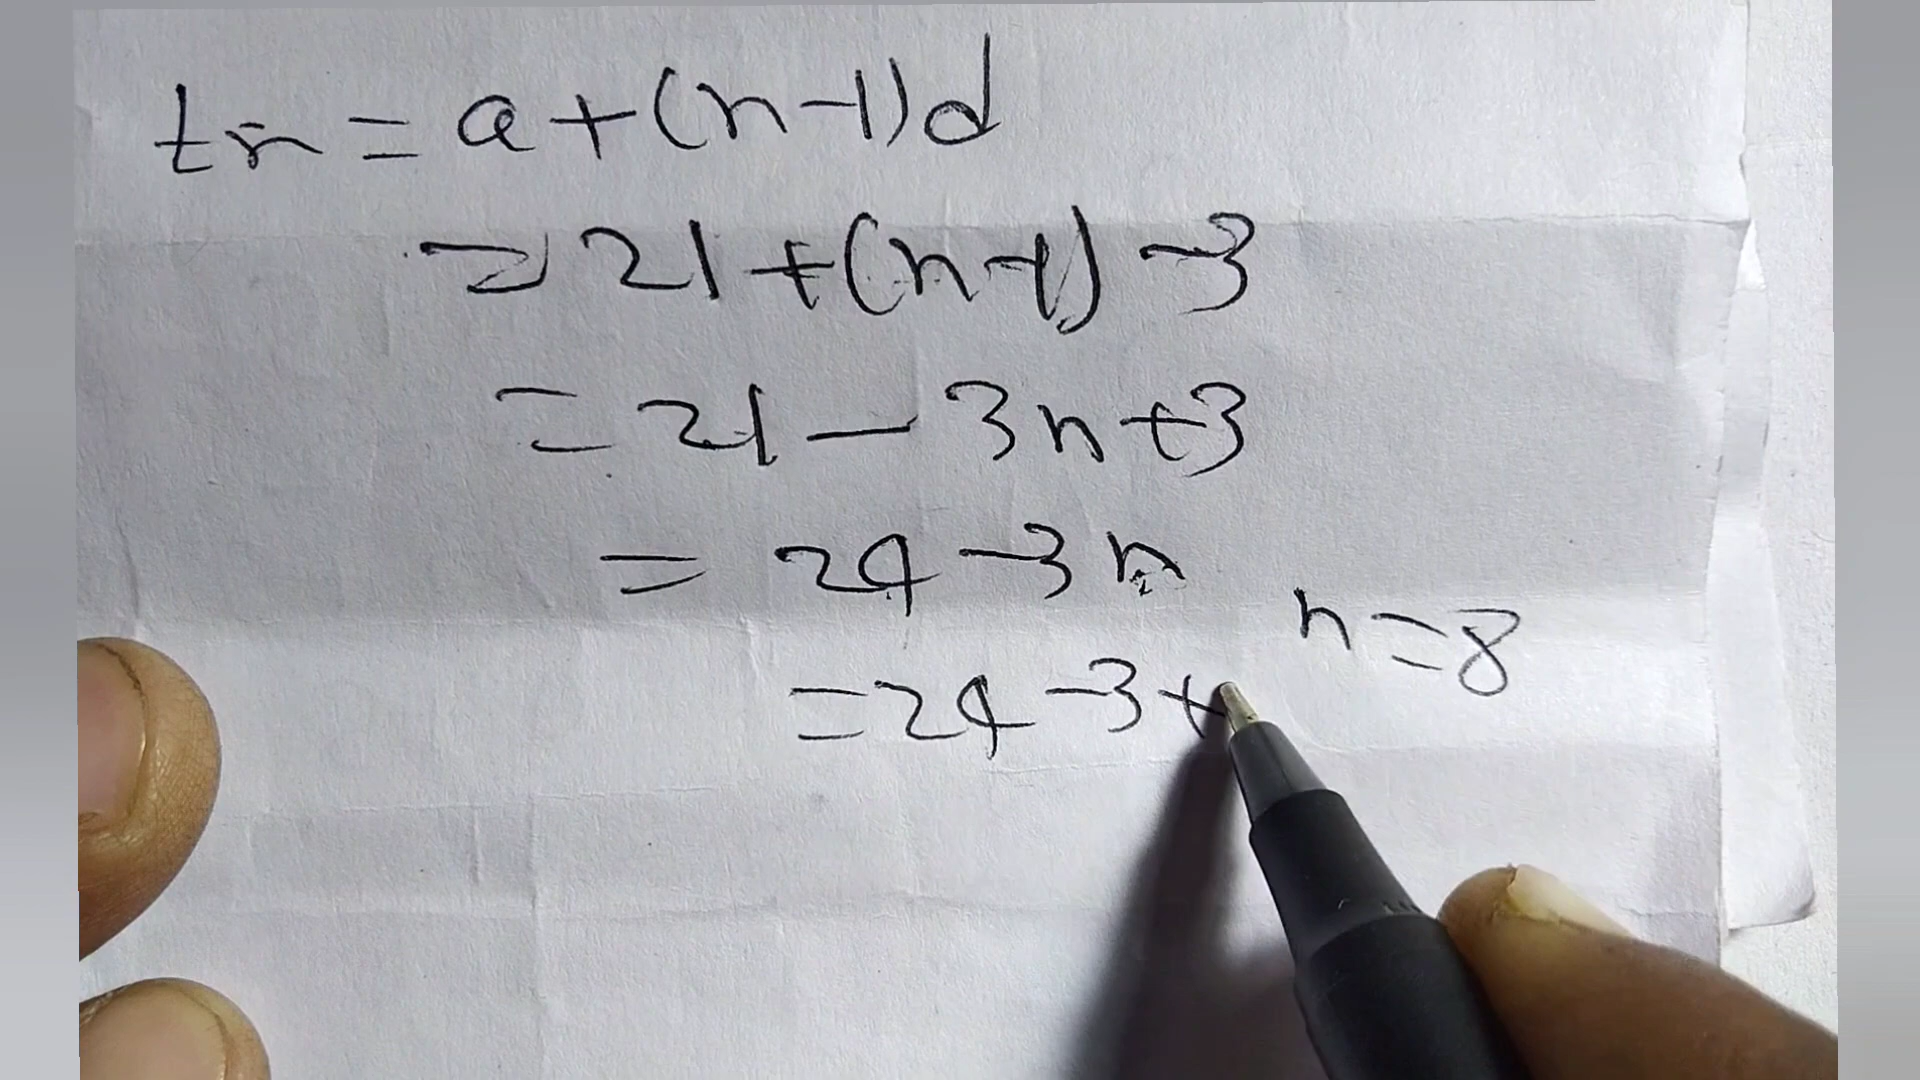 tn = a + (n-1)d
= 21 + (n-1) -3
= 21 - 3n + 3
= 24 - 3n
n = 8
= 24 - 3 ×